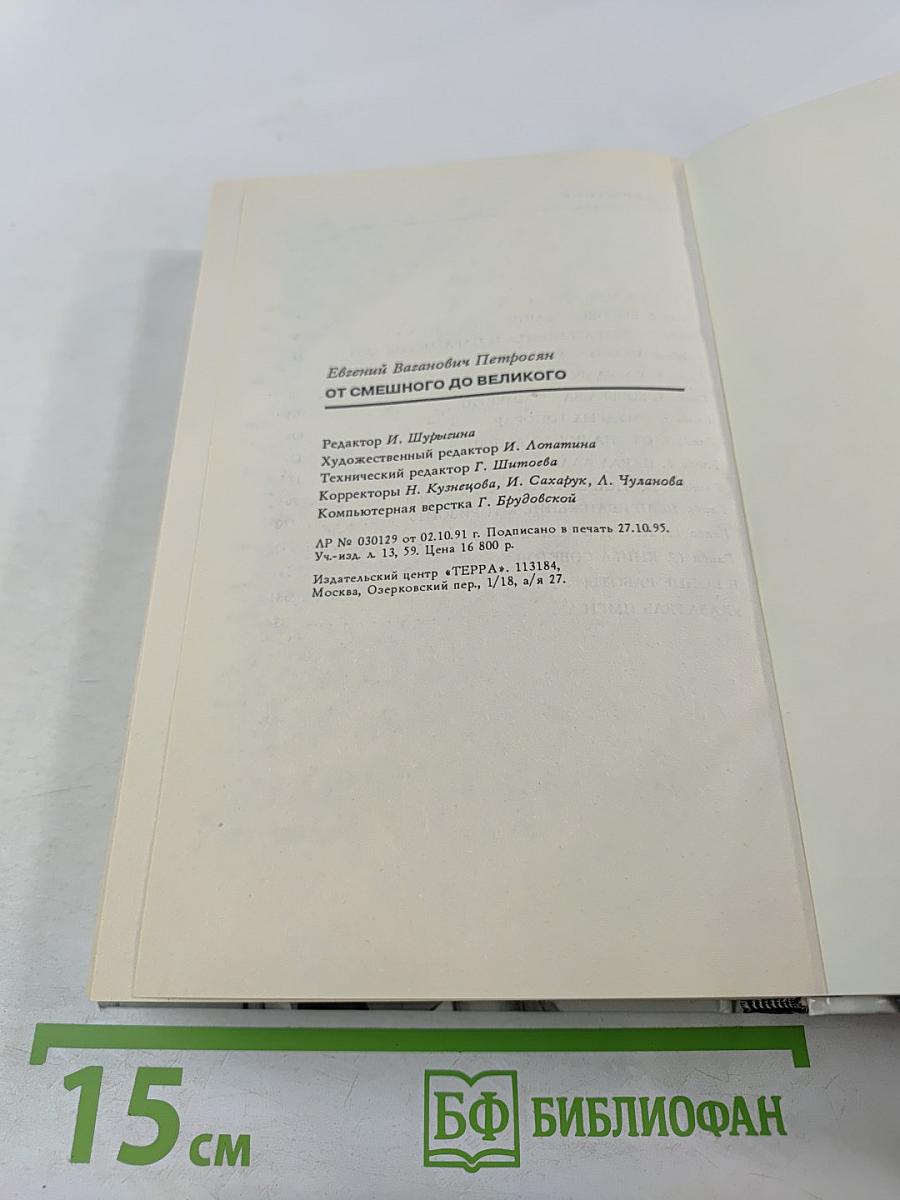 Евгений Ваганович Петросян
ОТ СМЕШНОГО ДО ВЕЛИКОГО
Редактор И. Шурыгина
Художественный редактор И. Лопатина
Технический редактор Г. Шитоева
Корректоры Н. Кузнецова, И. Сахарук, Л. Чуланова
Компьютерная верстка Г. Брудовской
ЛР № 030129 от 02.10.91 г. Подписано в печать 27.10.95.
Уч.-изд. л. 13, 59. Цена 16 800 р.
Издательский центр «ТЕРРА». 113184,
Москва, Озерковский пер., 1/18, а/я 27.
15 см
БФ БИБЛИОФАН